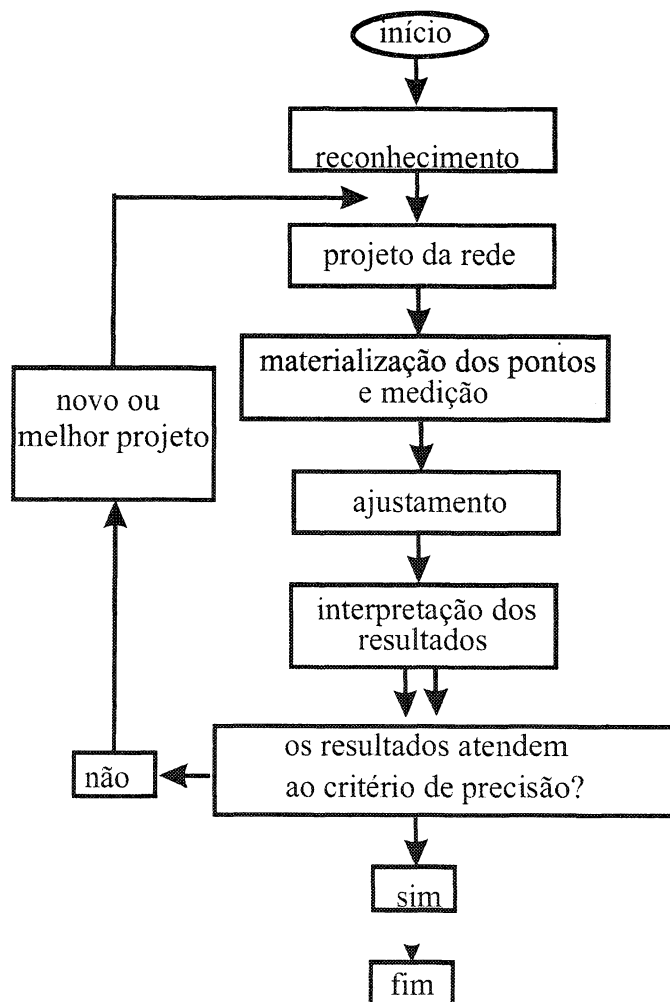 início
reconhecimento
projeto da rede
materialização dos pontos
e medição
novo ou
melhor projeto
ajustamento
interpretação dos
resultados
os resultados atendem
ao critério de precisão?
não
sim
fim